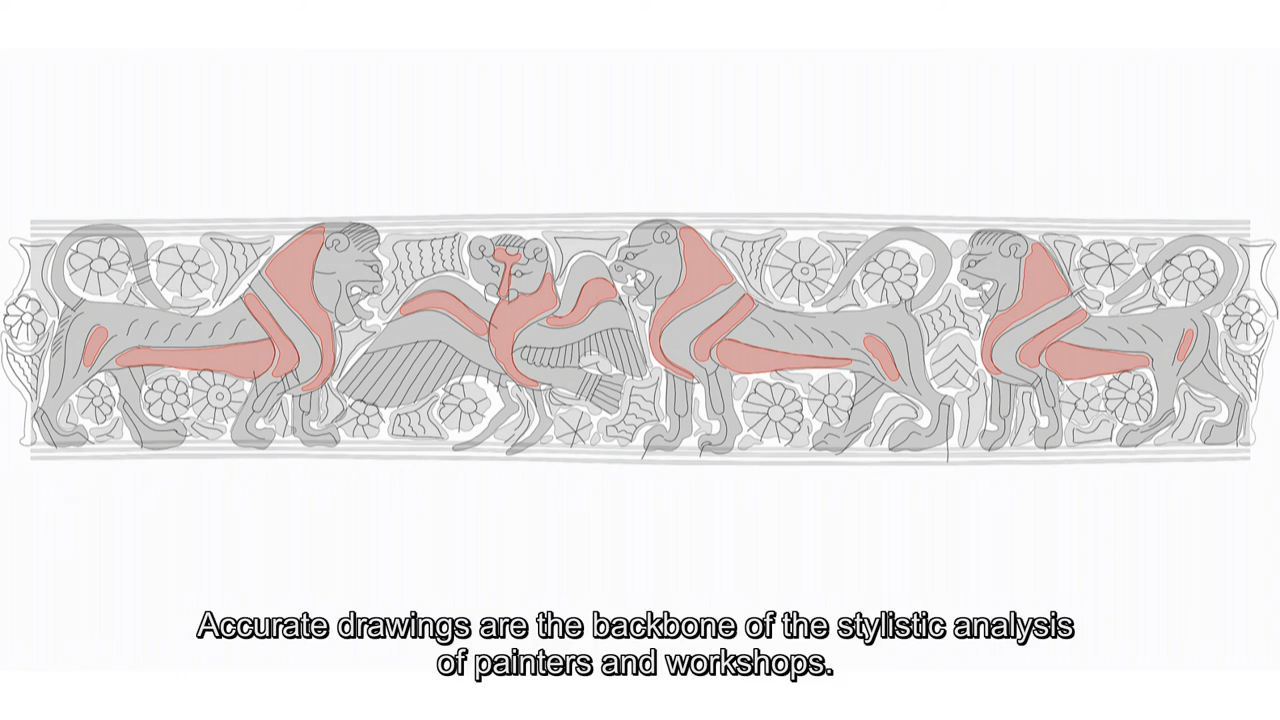 Accurate drawings are the backbone of the stylistic analysis
of painters and workshops.